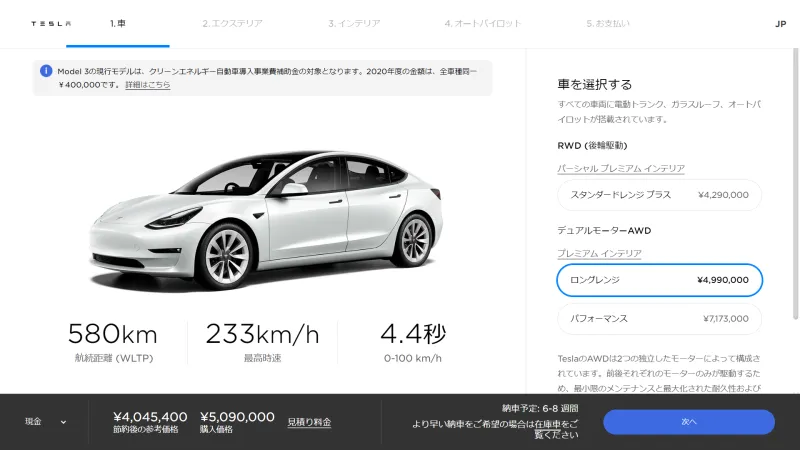 TESLA
1. 車
2. エクステリア
3. インテリア
4. オートパイロット
5. お支払い
JP
Model 3の現行モデルは、クリーンエネルギー自動車導入事業費補助金の対象となります。2020年度の金額は、全車種同一
¥400,000です。 詳細はこちら
580km
航続距離 (WLTP)
233km/h
最高時速
4.4秒
0-100 km/h
車を選択する
すべての車両に電動トランク、ガラスルーフ、オートパ
イロットが搭載されています。
RWD (後輪駆動)
パーシャル プレミアム インテリア
スタンダードレンジ プラス ¥4,290,000
デュアルモーターAWD
プレミアム インテリア
ロングレンジ ¥4,990,000
パフォーマンス ¥7,173,000
TeslaのAWDは2つの独立したモーターによって構成さ
れています。前後それぞれのモーターのみが駆動するた
め、最小限のメンテナンスと最大化された耐久性および
現金
¥4,045,400
節約後の参考価格
¥5,090,000
購入価格
見積り料金
納車予定: 6-8 週間
より早い納車をご希望の場合は在庫車をご
覧ください
次へ